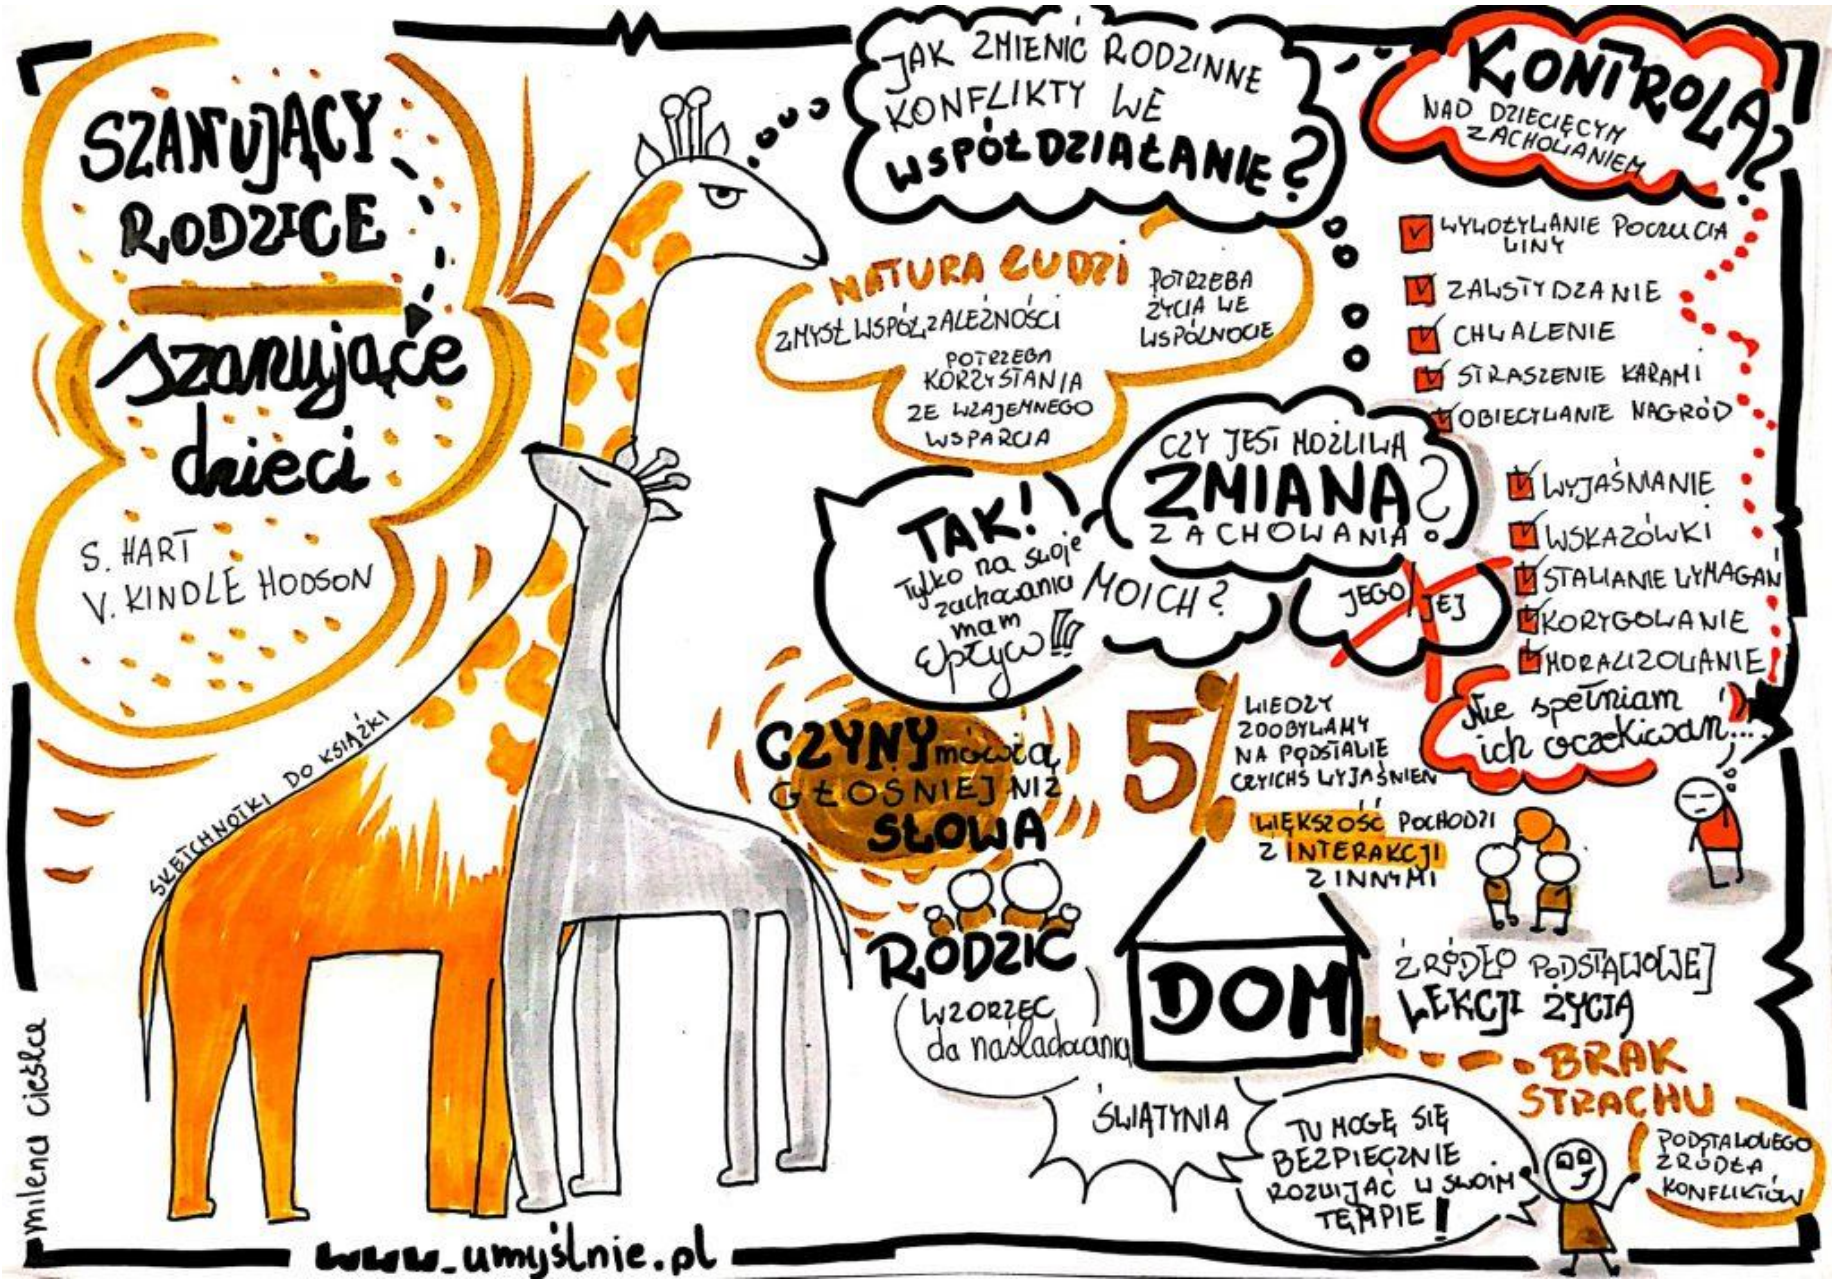 SZANUJĄCY
RODZICE
szanujące
dzieci
S. HART
V. KINDLE HODSON
SKETCHNOTKI DO KSIĄŻKI
milena cieśla
www.umyślnie.pl
JAK ZMIENIĆ RODZINNE
KONFLIKTY WE
WSPÓŁDZIAŁANIE?
NATURA LUDZI
ZMYSŁ WSPÓŁZALEŻNOŚCI
POTRZEBA
ŻYCIA WE
WSPÓLNOCIE
POTRZEBA
KORZYSTANIA
ZE WZAJEMNEGO
WSPARCIA
KONTROLA?
NAD DZIECIĘCYM
ZACHOWANIEM
WYWOŻYWANIE POCZUCIA
WINY
ZAWSTYDZANIE
CHWALENIE
STRASZENIE KARAMI
OBIECYWANIE NAGRÓD
WYJAŚNIANIE
WSKAZÓWKI
STAWIANIE WYMAGAŃ
KORYGOWANIE
MORALIZOWANIE
Nie spełniam
ich oczekiwań...
CZY JEST MOŻLIWA
ZMIANA
ZACHOWANIA?
MOICH?
JEGO/JEJ
TAK!
Tylko na swoje
zachowania
mam
wpływ!!!
CZYNY mówią
GŁOŚNIEJ NIŻ
SŁOWA
5%
WIEDZY
ZDOBYWAMY
NA PODSTAWIE
CZYICHŚ WYJAŚNIEŃ
WIĘKSZOŚĆ POCHODZI
Z INTERAKCJI
Z INNYMI
RODZIC
WZORZEC
do naśladowania
DOM
ŹRÓDŁO PODSTAWOWEJ
LEKCJI ŻYCIA
BRAK
STRACHU
PODSTAWOWEGO
ŹRÓDŁA
KONFLIKTÓW
ŚWIĄTYNIA
TU MOGĘ SIĘ
BEZPIECZNIE
ROZWIJAĆ W SWOIM
TEMPIE!